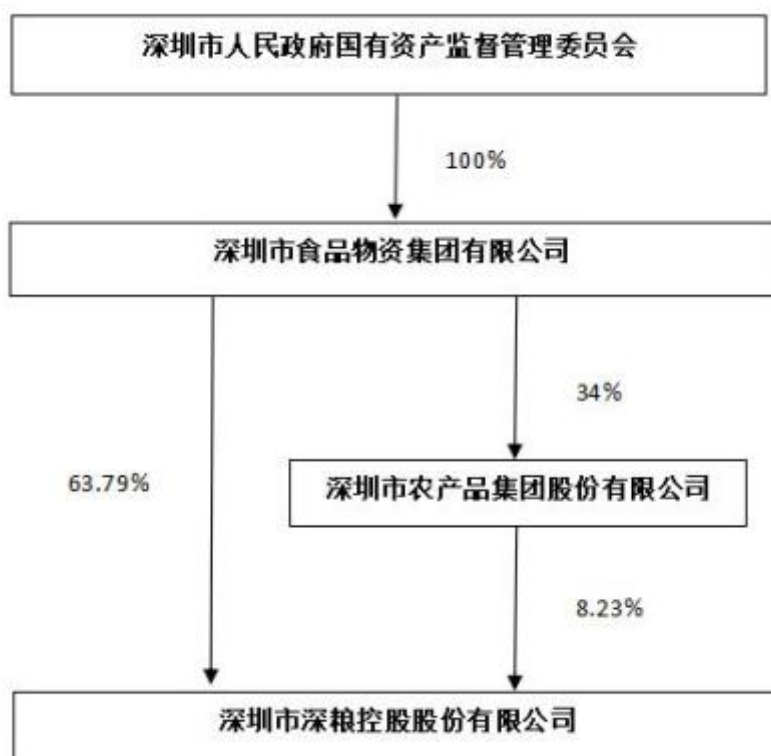 深圳市人民政府国有资产监督管理委员会
100%
深圳市食品物资集团有限公司
34%
63.79%
深圳市农产品集团股份有限公司
8.23%
深圳市深粮控股股份有限公司